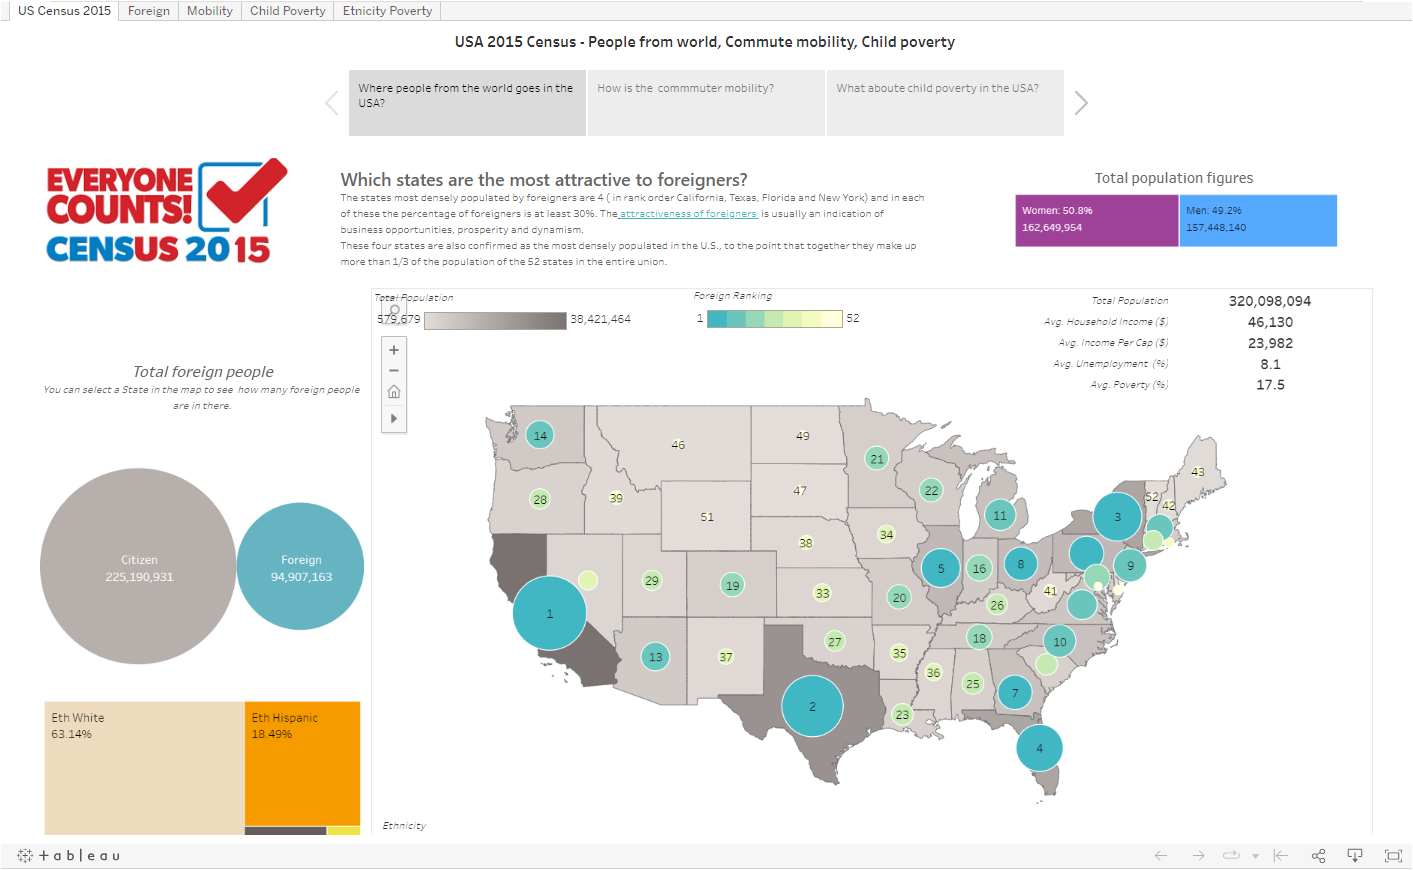 US Census 2015
Foreign
Mobility
Child Poverty
Etnicity Poverty
USA 2015 Census - People from world, Commute mobility, Child poverty
Where people from the world goes in the
USA?
How is the commmuter mobility?
What aboute child poverty in the USA?
EVERYONE
COUNTS!
CENSUS 2015
Which states are the most attractive to foreigners?
The states most densely populated by foreigners are 4 ( in rank order California, Texas, Florida and New York) and in each
of these the percentage of foreigners is at least 30%. The attractiveness of foreigners is usually an indication of
business opportunities, prosperity and dynamism.
These four states are also confirmed as the most densely populated in the U.S., to the point that together they make up
more than 1/3 of the population of the 52 states in the entire union.
Total population figures
Women: 50.8%
162,649,954
Men: 49.2%
157,448,140
Total Population
579,679
38,421,464
Foreign Ranking
1
52
Total Population 320,098,094
Avg. Household Income ($) 46,130
Avg. Income Per Cap ($) 23,982
Avg. Unemployment (%) 8.1
Avg. Poverty (%) 17.5
Total foreign people
You can select a State in the map to see how many foreign people
are in there.
Citizen
225,190,931
Foreign
94,907,163
Eth White
63.14%
Eth Hispanic
18.49%
+
−
14
46
49
21
43
28
39
47
22
52
42
51
11
3
38
34
5
16
8
9
29
19
33
20
26
41
1
13
37
27
35
18
10
36
25
7
2
23
4
Ethnicity
+ a b l e a u